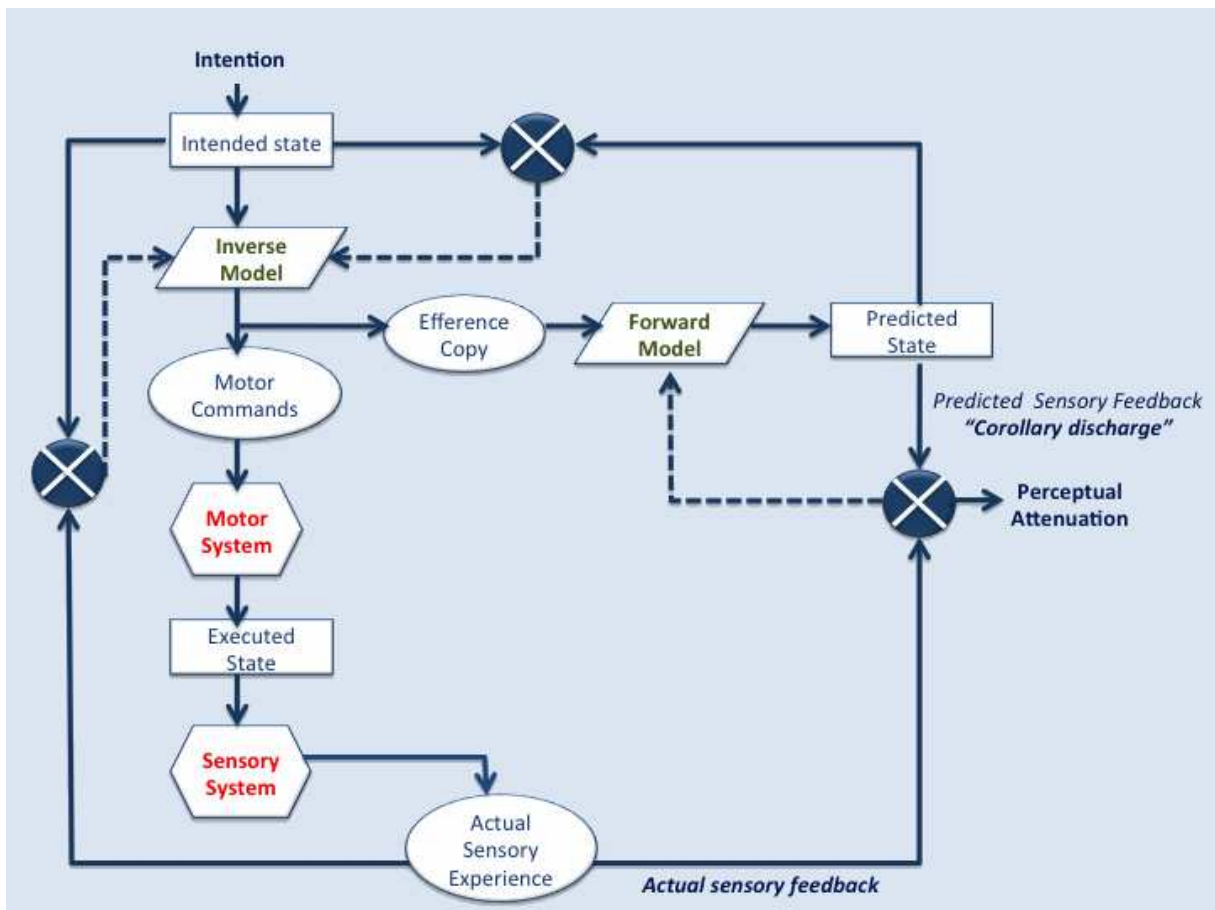 Intention
Intended state
Inverse
Model
Efference
Copy
Forward
Model
Predicted
State
Motor
Commands
Predicted Sensory Feedback
“Corollary discharge”
Perceptual
Attenuation
Motor
System
Executed
State
Sensory
System
Actual
Sensory
Experience
Actual sensory feedback